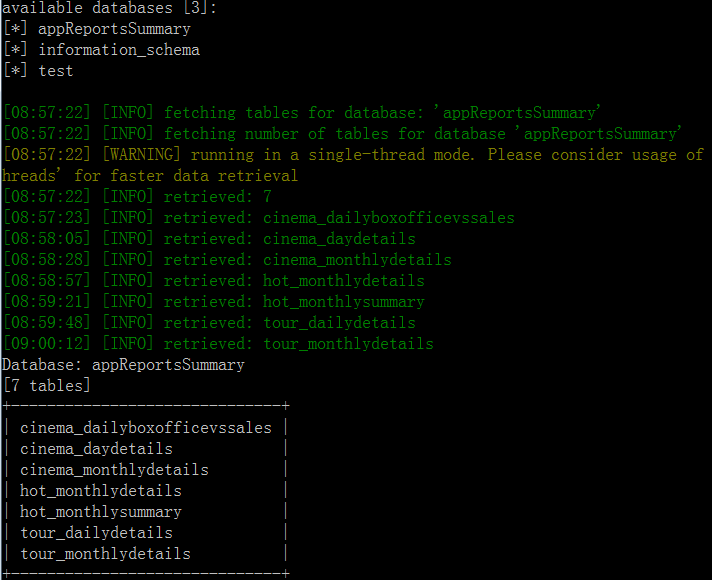 available databases [3]:
[*] appReportsSummary
[*] information_schema
[*] test
[08:57:22] [INFO] fetching tables for database: 'appReportsSummary'
[08:57:22] [INFO] fetching number of tables for database 'appReportsSummary'
[08:57:22] [WARNING] running in a single-thread mode. Please consider usage of
hreads' for faster data retrieval
[08:57:22] [INFO] retrieved: 7
[08:57:23] [INFO] retrieved: cinema_dailyboxofficevssales
[08:58:05] [INFO] retrieved: cinema_daydetails
[08:58:28] [INFO] retrieved: cinema_monthlydetails
[08:58:57] [INFO] retrieved: hot_monthlydetails
[08:59:21] [INFO] retrieved: hot_monthlysummary
[08:59:48] [INFO] retrieved: tour_dailydetails
[09:00:12] [INFO] retrieved: tour_monthlydetails
Database: appReportsSummary
[7 tables]
+------------------------------+
| cinema_dailyboxofficevssales |
| cinema_daydetails            |
| cinema_monthlydetails        |
| hot_monthlydetails           |
| hot_monthlysummary           |
| tour_dailydetails            |
| tour_monthlydetails          |
+------------------------------+